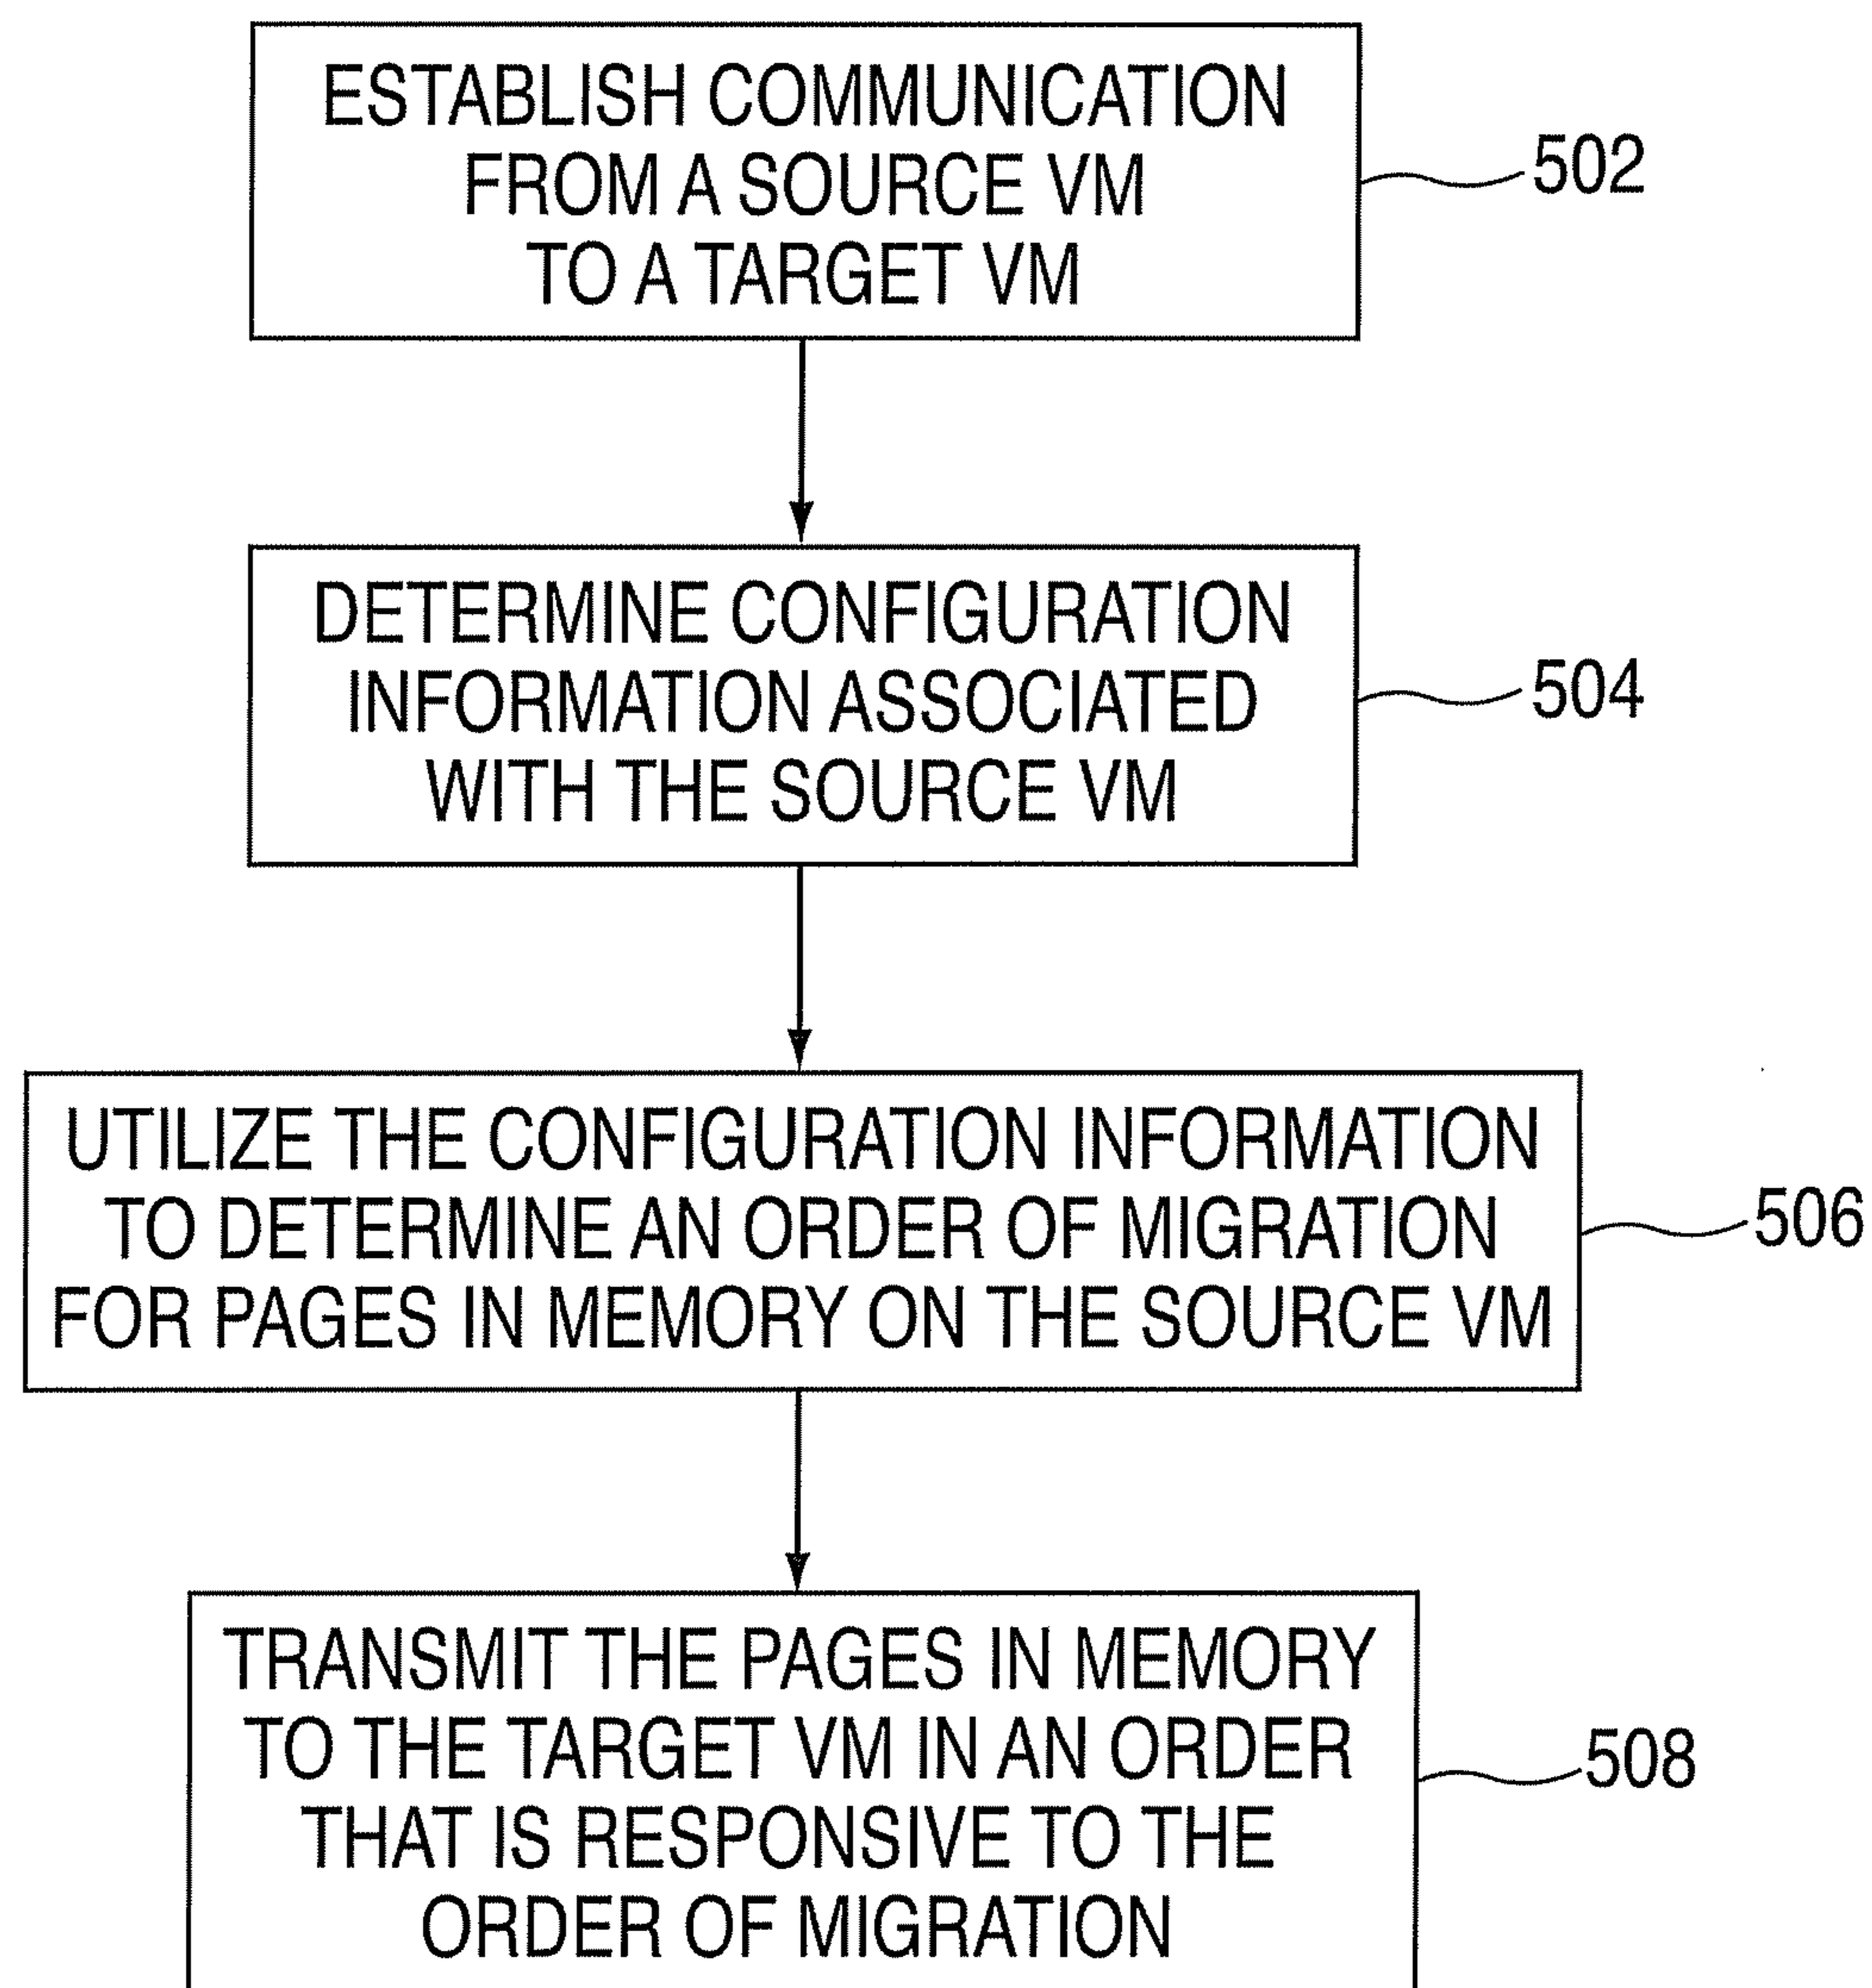 ESTABLISH COMMUNICATION
FROM A SOURCE VM
TO A TARGET VM
502
DETERMINE CONFIGURATION
INFORMATION ASSOCIATED
WITH THE SOURCE VM
504
UTILIZE THE CONFIGURATION INFORMATION
TO DETERMINE AN ORDER OF MIGRATION
FOR PAGES IN MEMORY ON THE SOURCE VM
506
TRANSMIT THE PAGES IN MEMORY
TO THE TARGET VM IN AN ORDER
THAT IS RESPONSIVE TO THE
ORDER OF MIGRATION
508